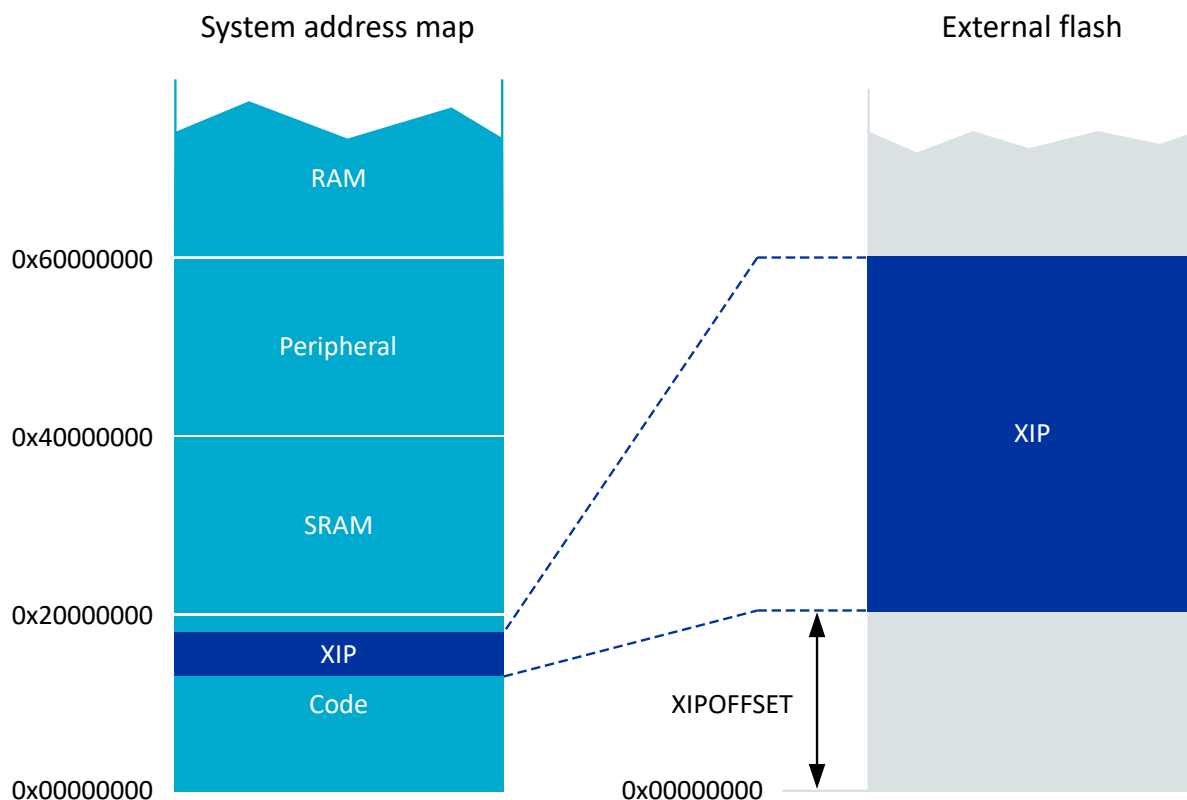 System address map
External flash
RAM
0x60000000
Peripheral
XIP
0x40000000
SRAM
0x20000000
XIP
Code
XIPOFFSET
0x00000000
0x00000000